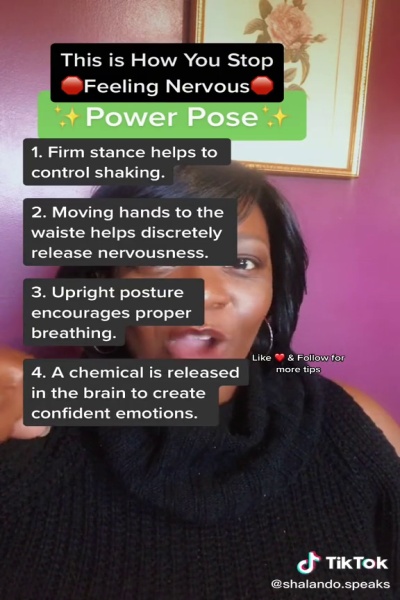 This is How You Stop
🛑Feeling Nervous🛑
✨Power Pose✨
1. Firm stance helps to
control shaking.
2. Moving hands to the
waiste helps discretely
release nervousness.
3. Upright posture
encourages proper
breathing.
4. A chemical is released
in the brain to create
confident emotions.
Like ❤️ & Follow for
more tips
TikTok
@shalando.speaks